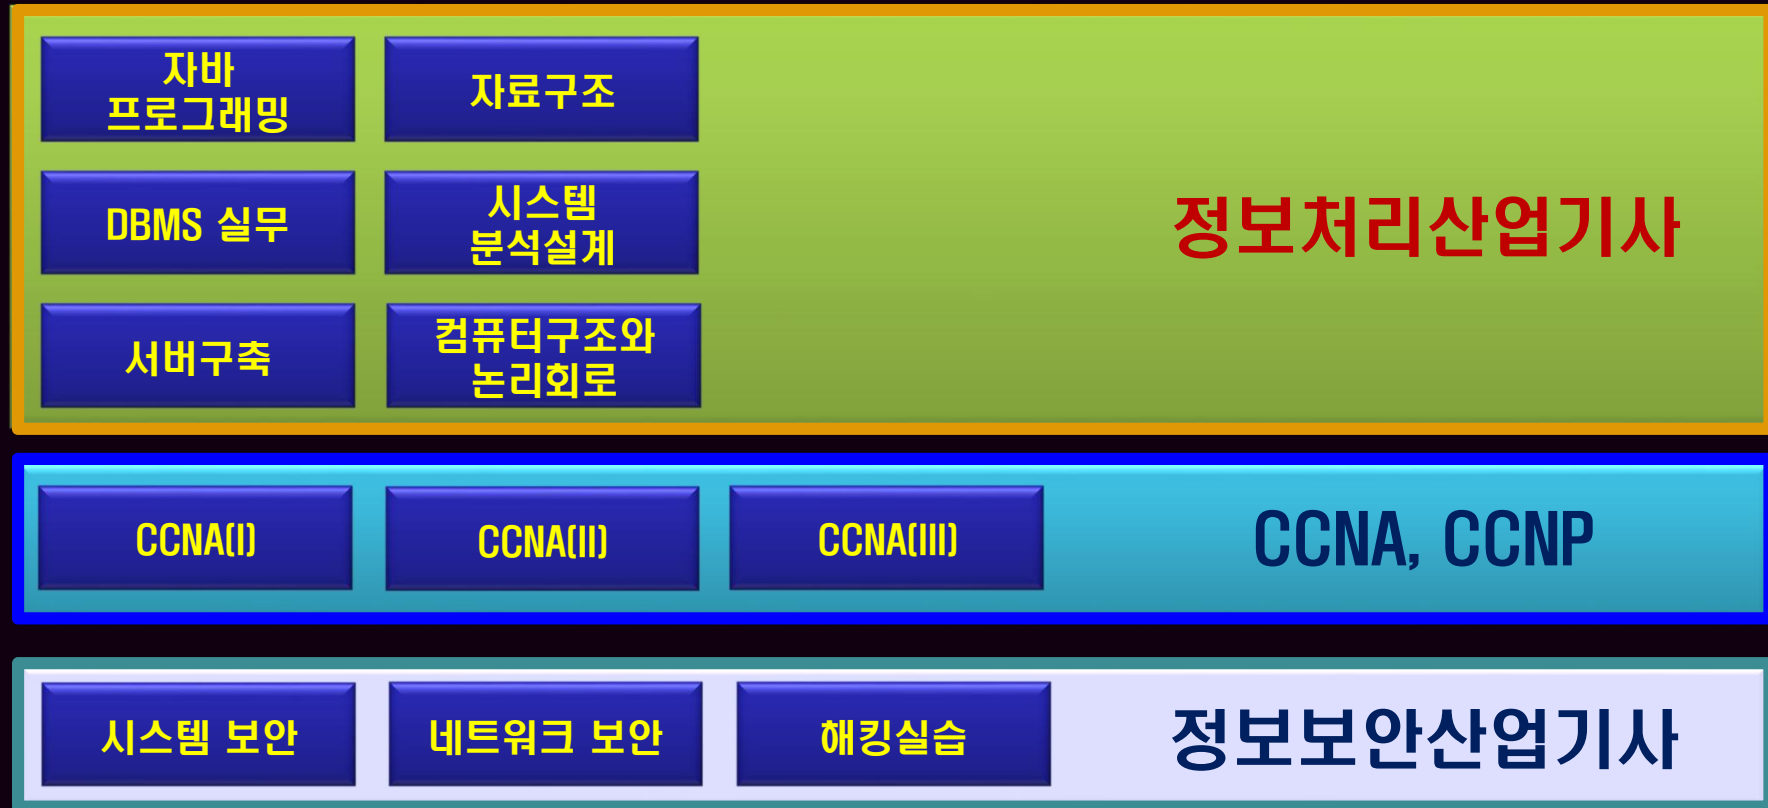 자바
프로그래밍
자료구조
DBMS 실무
시스템
분석설계
서버구축
컴퓨터구조와
논리회로
정보처리산업기사
CCNA(I)
CCNA(II)
CCNA(III)
CCNA, CCNP
시스템 보안
네트워크 보안
해킹실습
정보보안산업기사